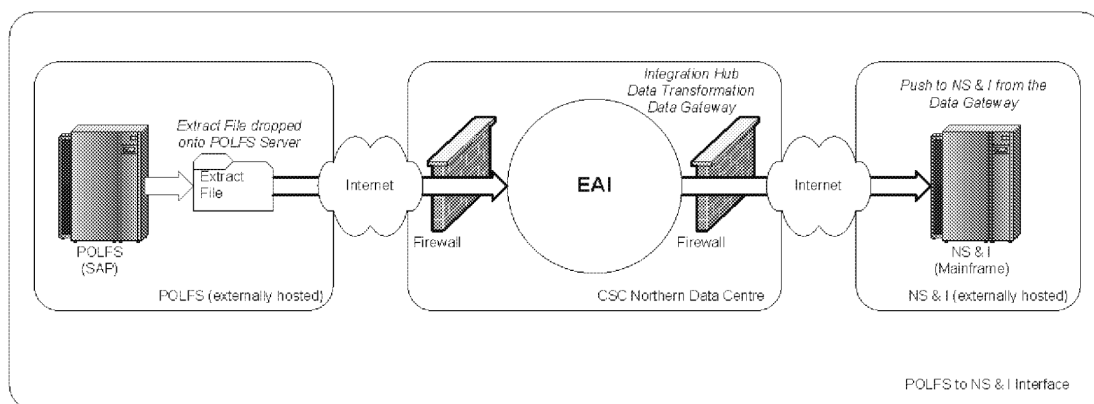 Extract File dropped
onto POLFS Server
Extract
File
POLFS
(SAP)
POLFS (externally hosted)
Internet
Firewall
EAI
Integration Hub
Data Transformation
Data Gateway
Firewall
CSC Northern Data Centre
Internet
Push to NS & I from the
Data Gateway
NS & I
(Mainframe)
NS & I (externally hosted)
POLFS to NS & I Interface